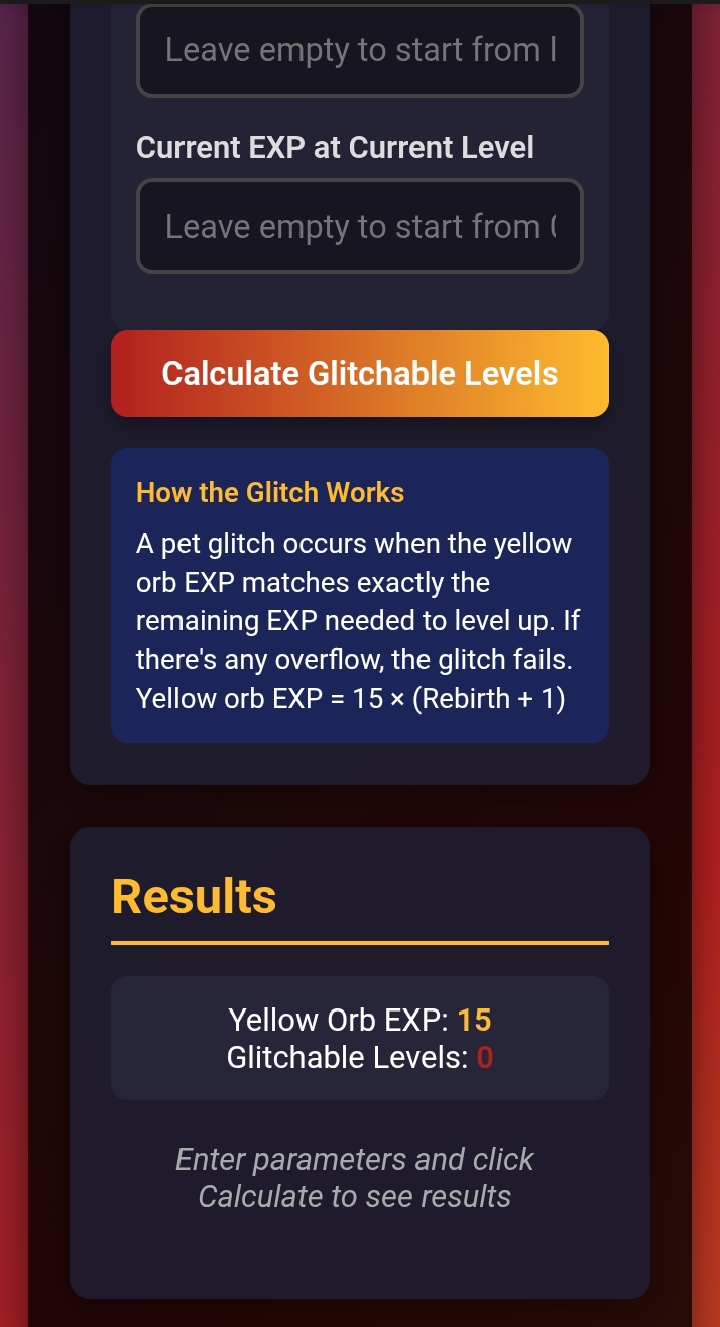 Leave empty to start from
Current EXP at Current Level
Leave empty to start from
Calculate Glitchable Levels
How the Glitch Works
A pet glitch occurs when the yellow
orb EXP matches exactly the
remaining EXP needed to level up. If
there's any overflow, the glitch fails.
Yellow orb EXP = 15 × (Rebirth + 1)
Results
Yellow Orb EXP: 15
Glitchable Levels: 0
Enter parameters and click
Calculate to see results